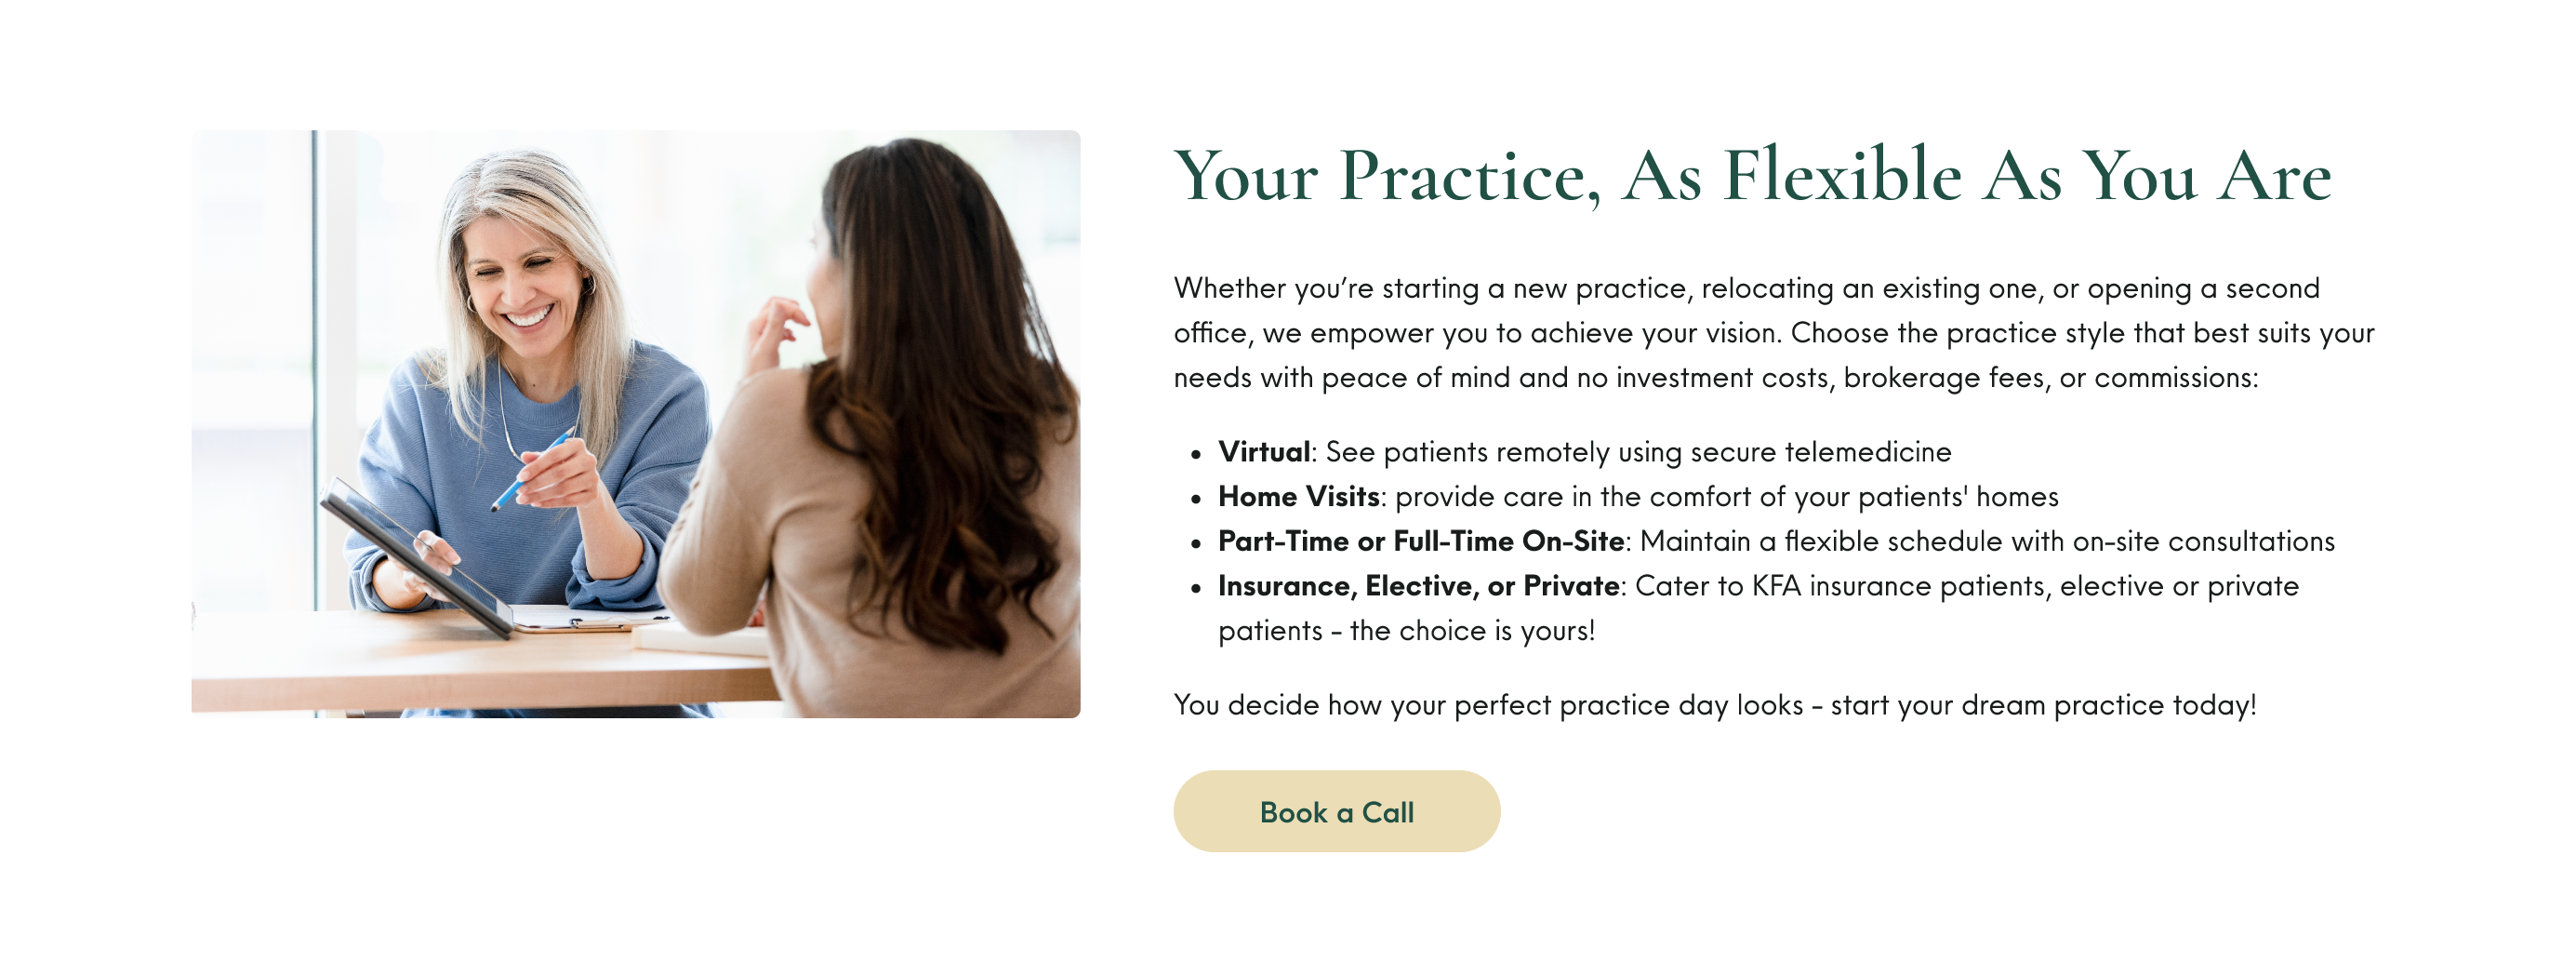 Your Practice, As Flexible As You Are
Whether you’re starting a new practice, relocating an existing one, or opening a second
office, we empower you to achieve your vision. Choose the practice style that best suits your
needs with peace of mind and no investment costs, brokerage fees, or commissions:
• Virtual: See patients remotely using secure telemedicine
• Home Visits: provide care in the comfort of your patients' homes
• Part-Time or Full-Time On-Site: Maintain a flexible schedule with on-site consultations
• Insurance, Elective, or Private: Cater to KFA insurance patients, elective or private
patients - the choice is yours!
You decide how your perfect practice day looks - start your dream practice today!
Book a Call